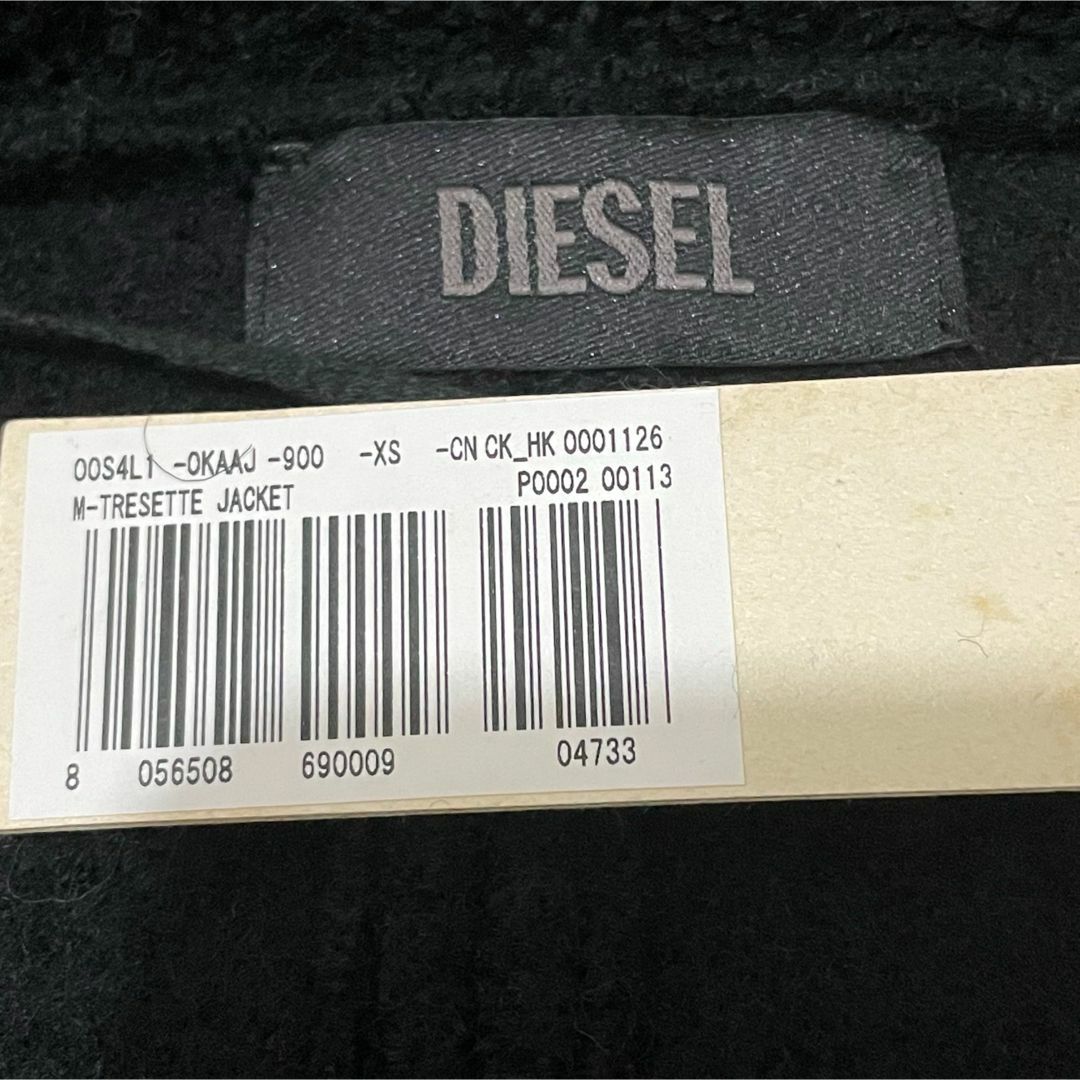 DIESEL
00S4L1 -0KAAJ -900 -XS -CN CK_HK 0001126
M-TRESETTE JACKET P0002 00113
8 056508 690009 04733